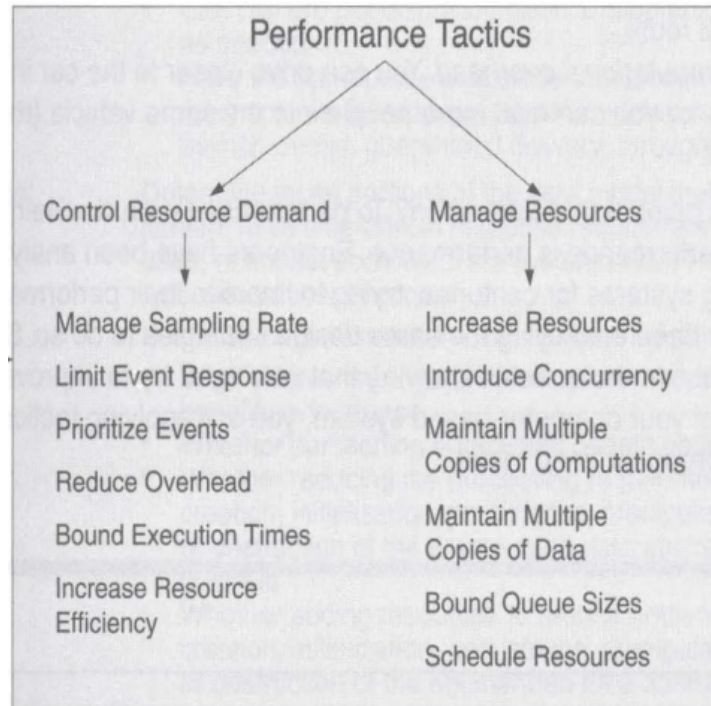 Performance Tactics
Control Resource Demand
Manage Sampling Rate
Limit Event Response
Prioritize Events
Reduce Overhead
Bound Execution Times
Increase Resource
Efficiency
Manage Resources
Increase Resources
Introduce Concurrency
Maintain Multiple
Copies of Computations
Maintain Multiple
Copies of Data
Bound Queue Sizes
Schedule Resources